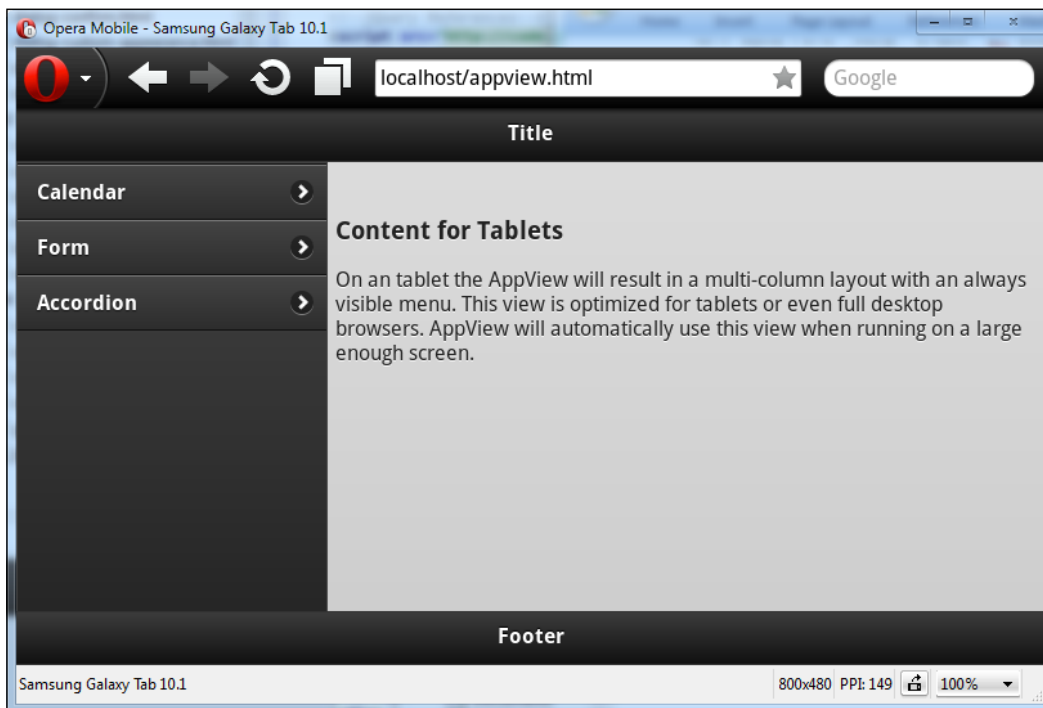 Opera Mobile - Samsung Galaxy Tab 10.1
localhost/appview.html
Google
Title
Calendar
Form
Accordion
Content for Tablets
On an tablet the AppView will result in a multi-column layout with an always
visible menu. This view is optimized for tablets or even full desktop
browsers. AppView will automatically use this view when running on a large
enough screen.
Footer
Samsung Galaxy Tab 10.1
800x480 PPI: 149
100%